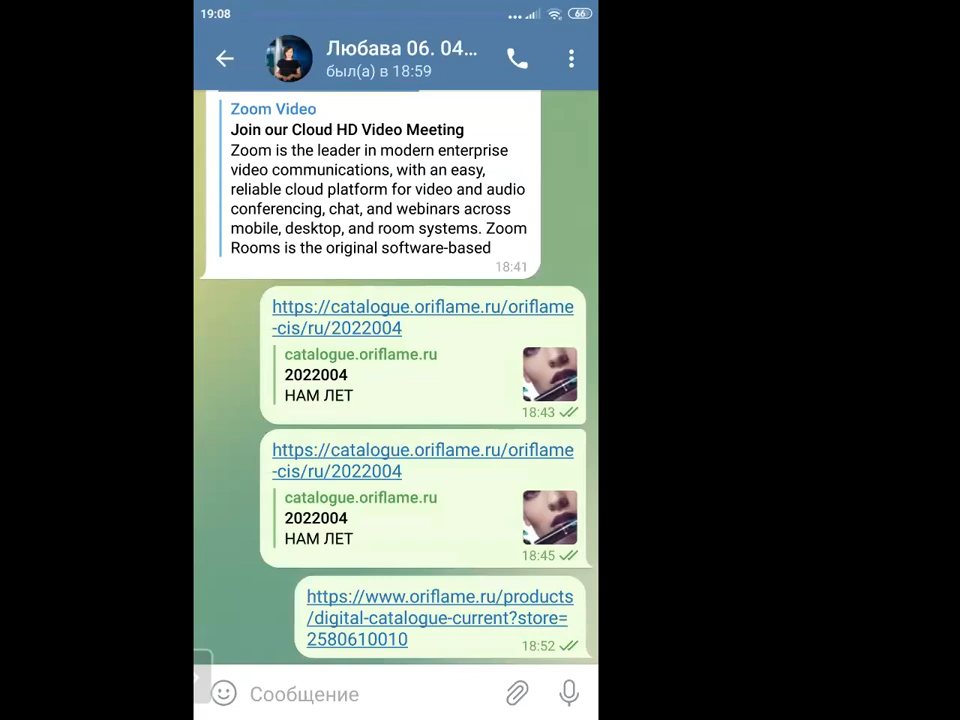 19:08
66
Любава 06. 04...
был(а) в 18:59
Zoom Video
Join our Cloud HD Video Meeting
Zoom is the leader in modern enterprise
video communications, with an easy,
reliable cloud platform for video and audio
conferencing, chat, and webinars across
mobile, desktop, and room systems. Zoom
Rooms is the original software-based
18:41
https://catalogue.oriflame.ru/oriflame
-cis/ru/2022004
catalogue.oriflame.ru
2022004
НАМ ЛЕТ
18:43
https://catalogue.oriflame.ru/oriflame
-cis/ru/2022004
catalogue.oriflame.ru
2022004
НАМ ЛЕТ
18:45
https://www.oriflame.ru/products
/digital-catalogue-current?store=
2580610010
18:52
Сообщение